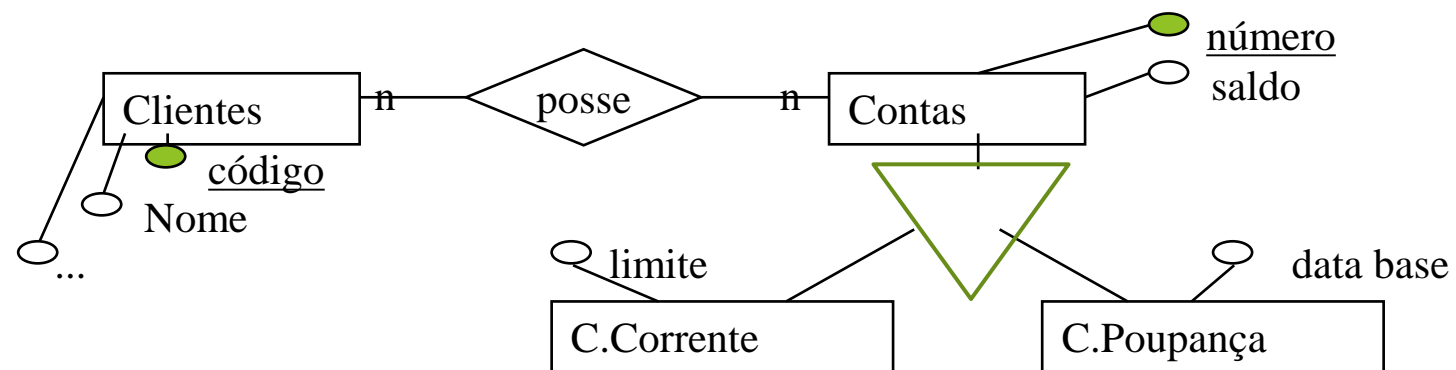 número
saldo
Clientes n posse n Contas
código
Nome
...
limite
data base
C.Corrente
C.Poupança